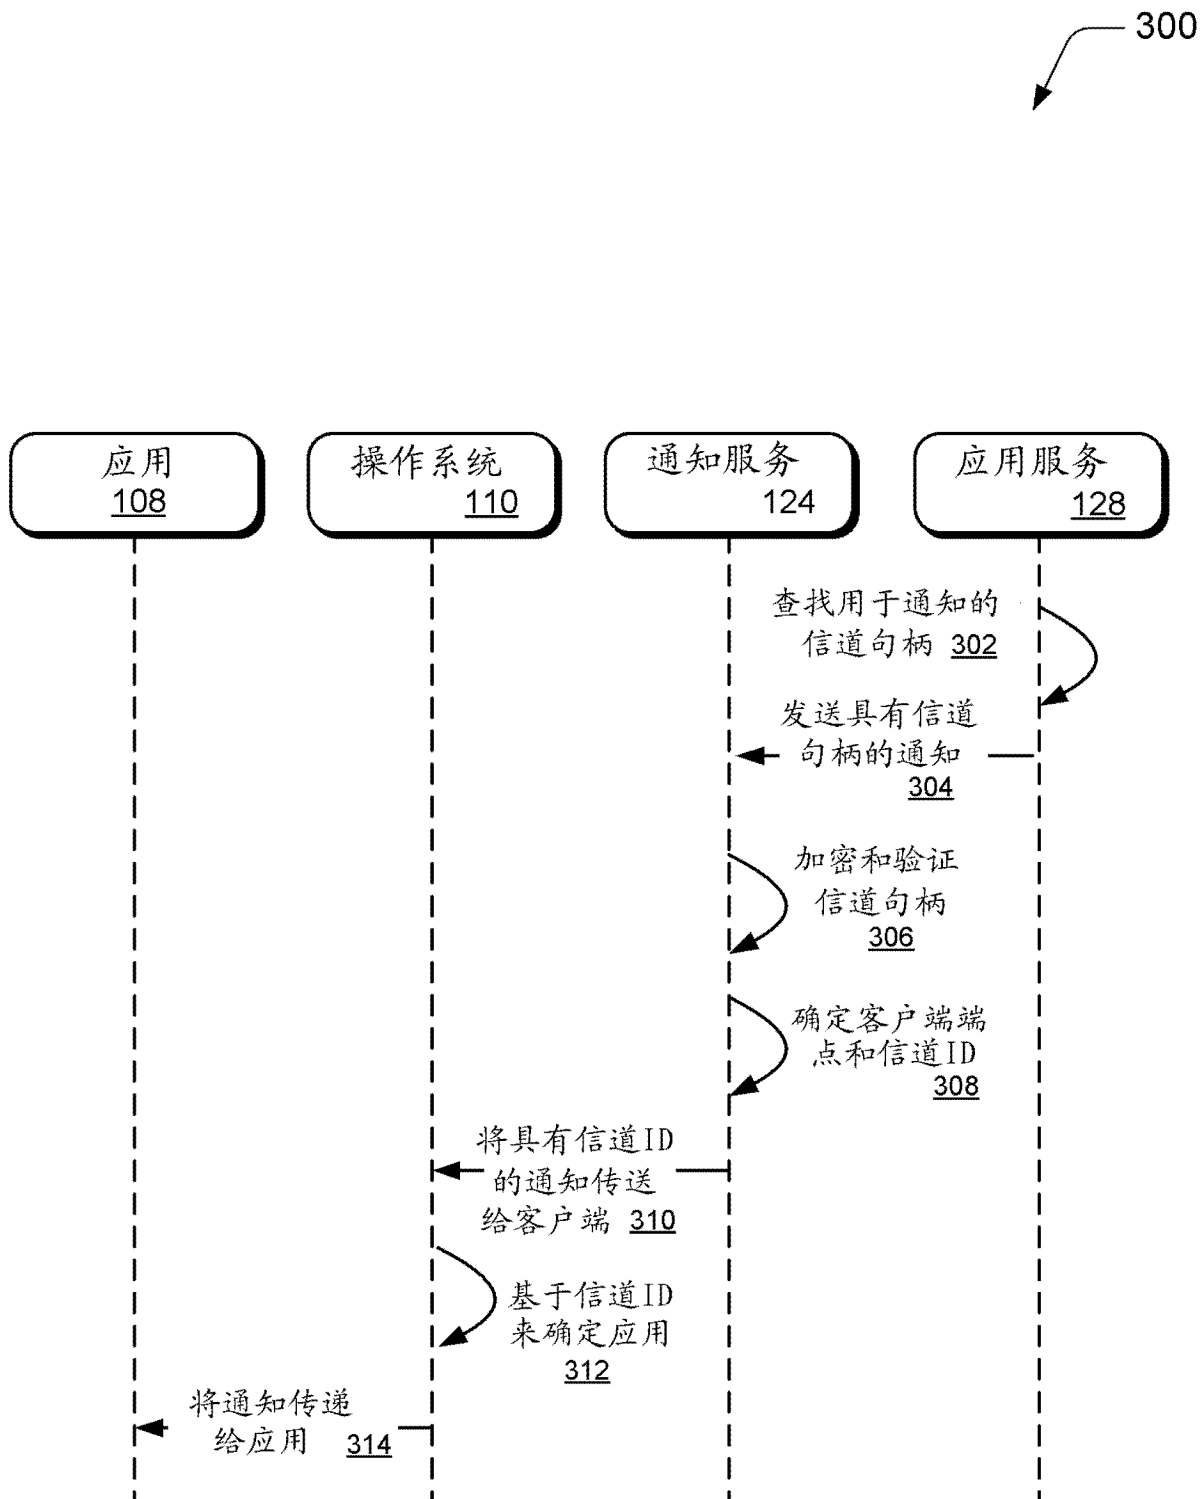 300
应用
108
操作系统
110
通知服务
124
应用服务
128
查找用于通知的
信道句柄 302
发送具有信道
句柄的通知
304
加密和验证
信道句柄
306
确定客户端端
点和信道ID
308
将具有信道ID
的通知传送
给客户端 310
基于信道ID
来确定应用
312
将通知传递
给应用 314